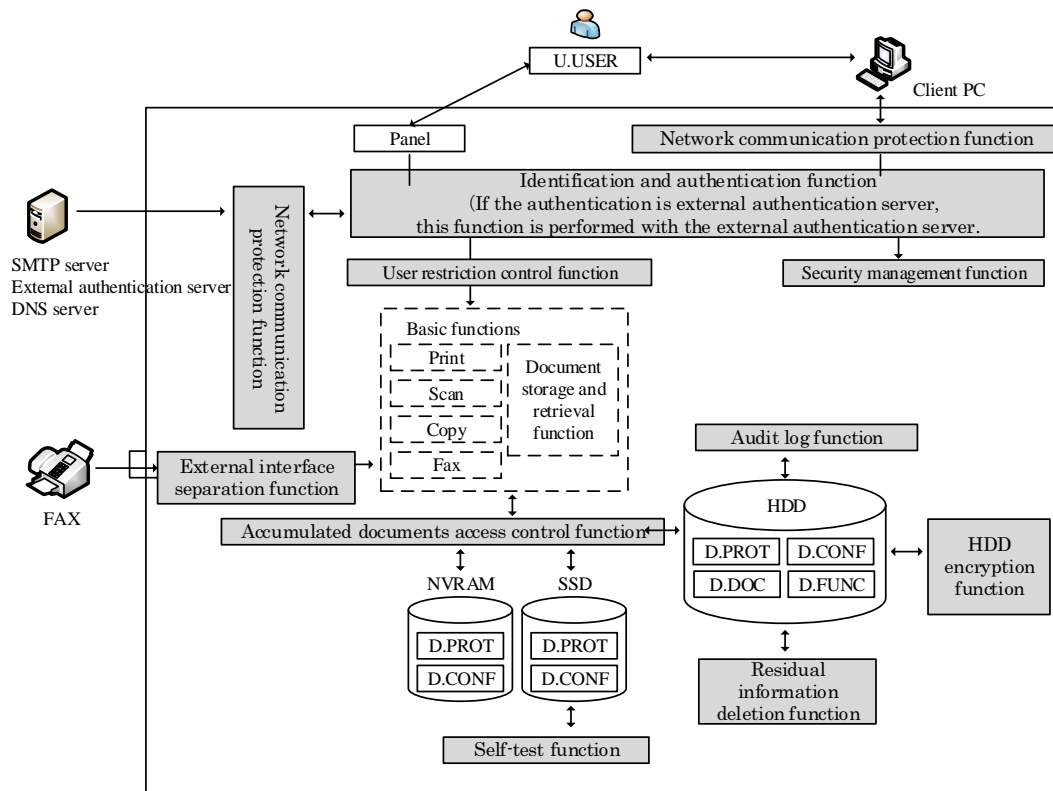 U.USER
Client PC
Panel
Network communication protection function
Identification and authentication function
(If the authentication is external authentication server,
this function is performed with the external authentication server.
SMTP server
External authentication server
DNS server
Network communication
protection function
User restriction control function
Security management function
Basic functions
Print
Scan
Copy
Fax
Document
storage and
retrieval
function
Audit log function
FAX
External interface
separation function
Accumulated documents access control function
HDD
D.PROT
D.CONF
D.DOC
D.FUNC
HDD
encryption
function
NVRAM
D.PROT
D.CONF
SSD
D.PROT
D.CONF
Residual
information
deletion function
Self-test function